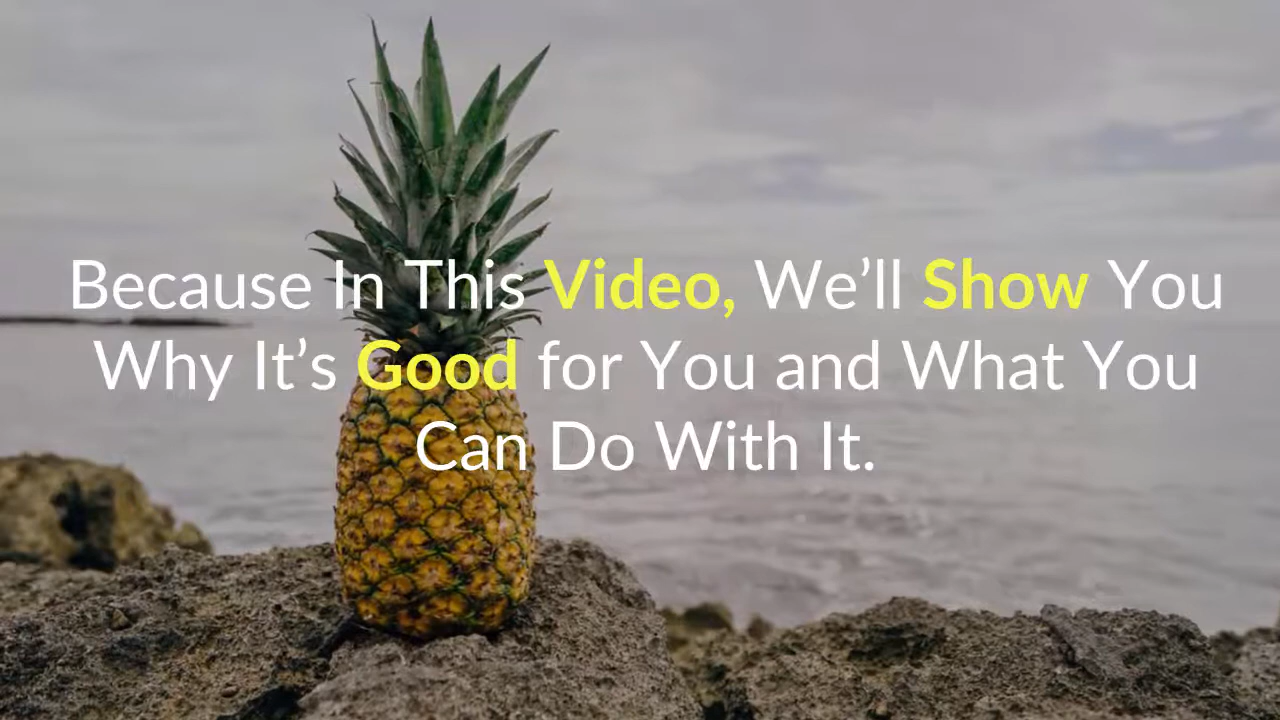 Because In This Video, We’ll Show You
Why It’s Good for You and What You
Can Do With It.